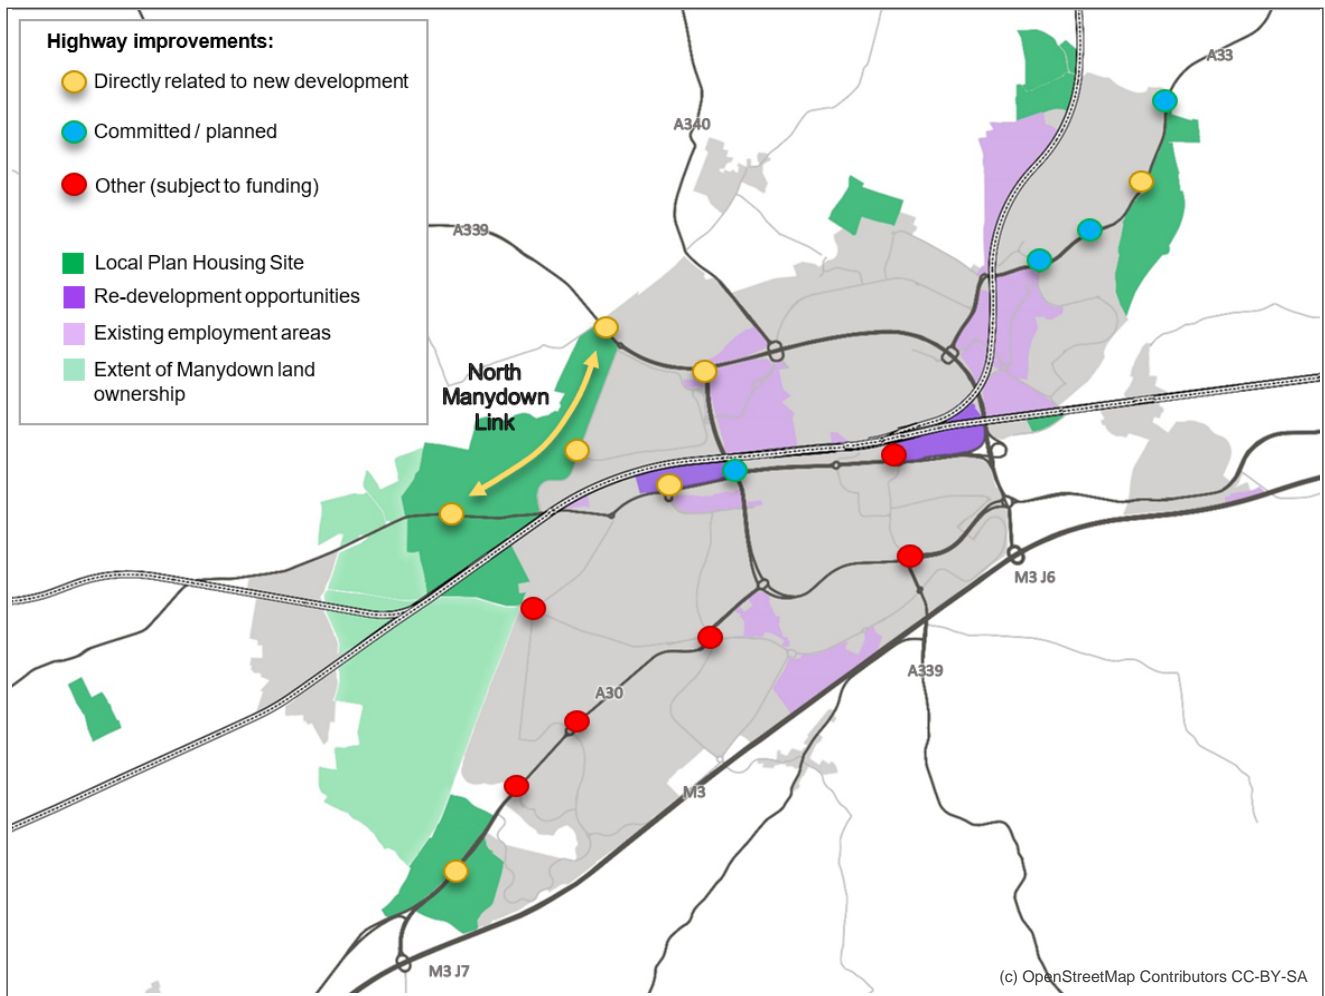 Highway improvements:
Directly related to new development
Committed / planned
Other (subject to funding)
Local Plan Housing Site
Re-development opportunities
Existing employment areas
Extent of Manydown land
ownership
A33
A340
A339
North
Manydown
Link
M3 J6
A339
A30
M3
M3 J7
(c) OpenStreetMap Contributors CC-BY-SA